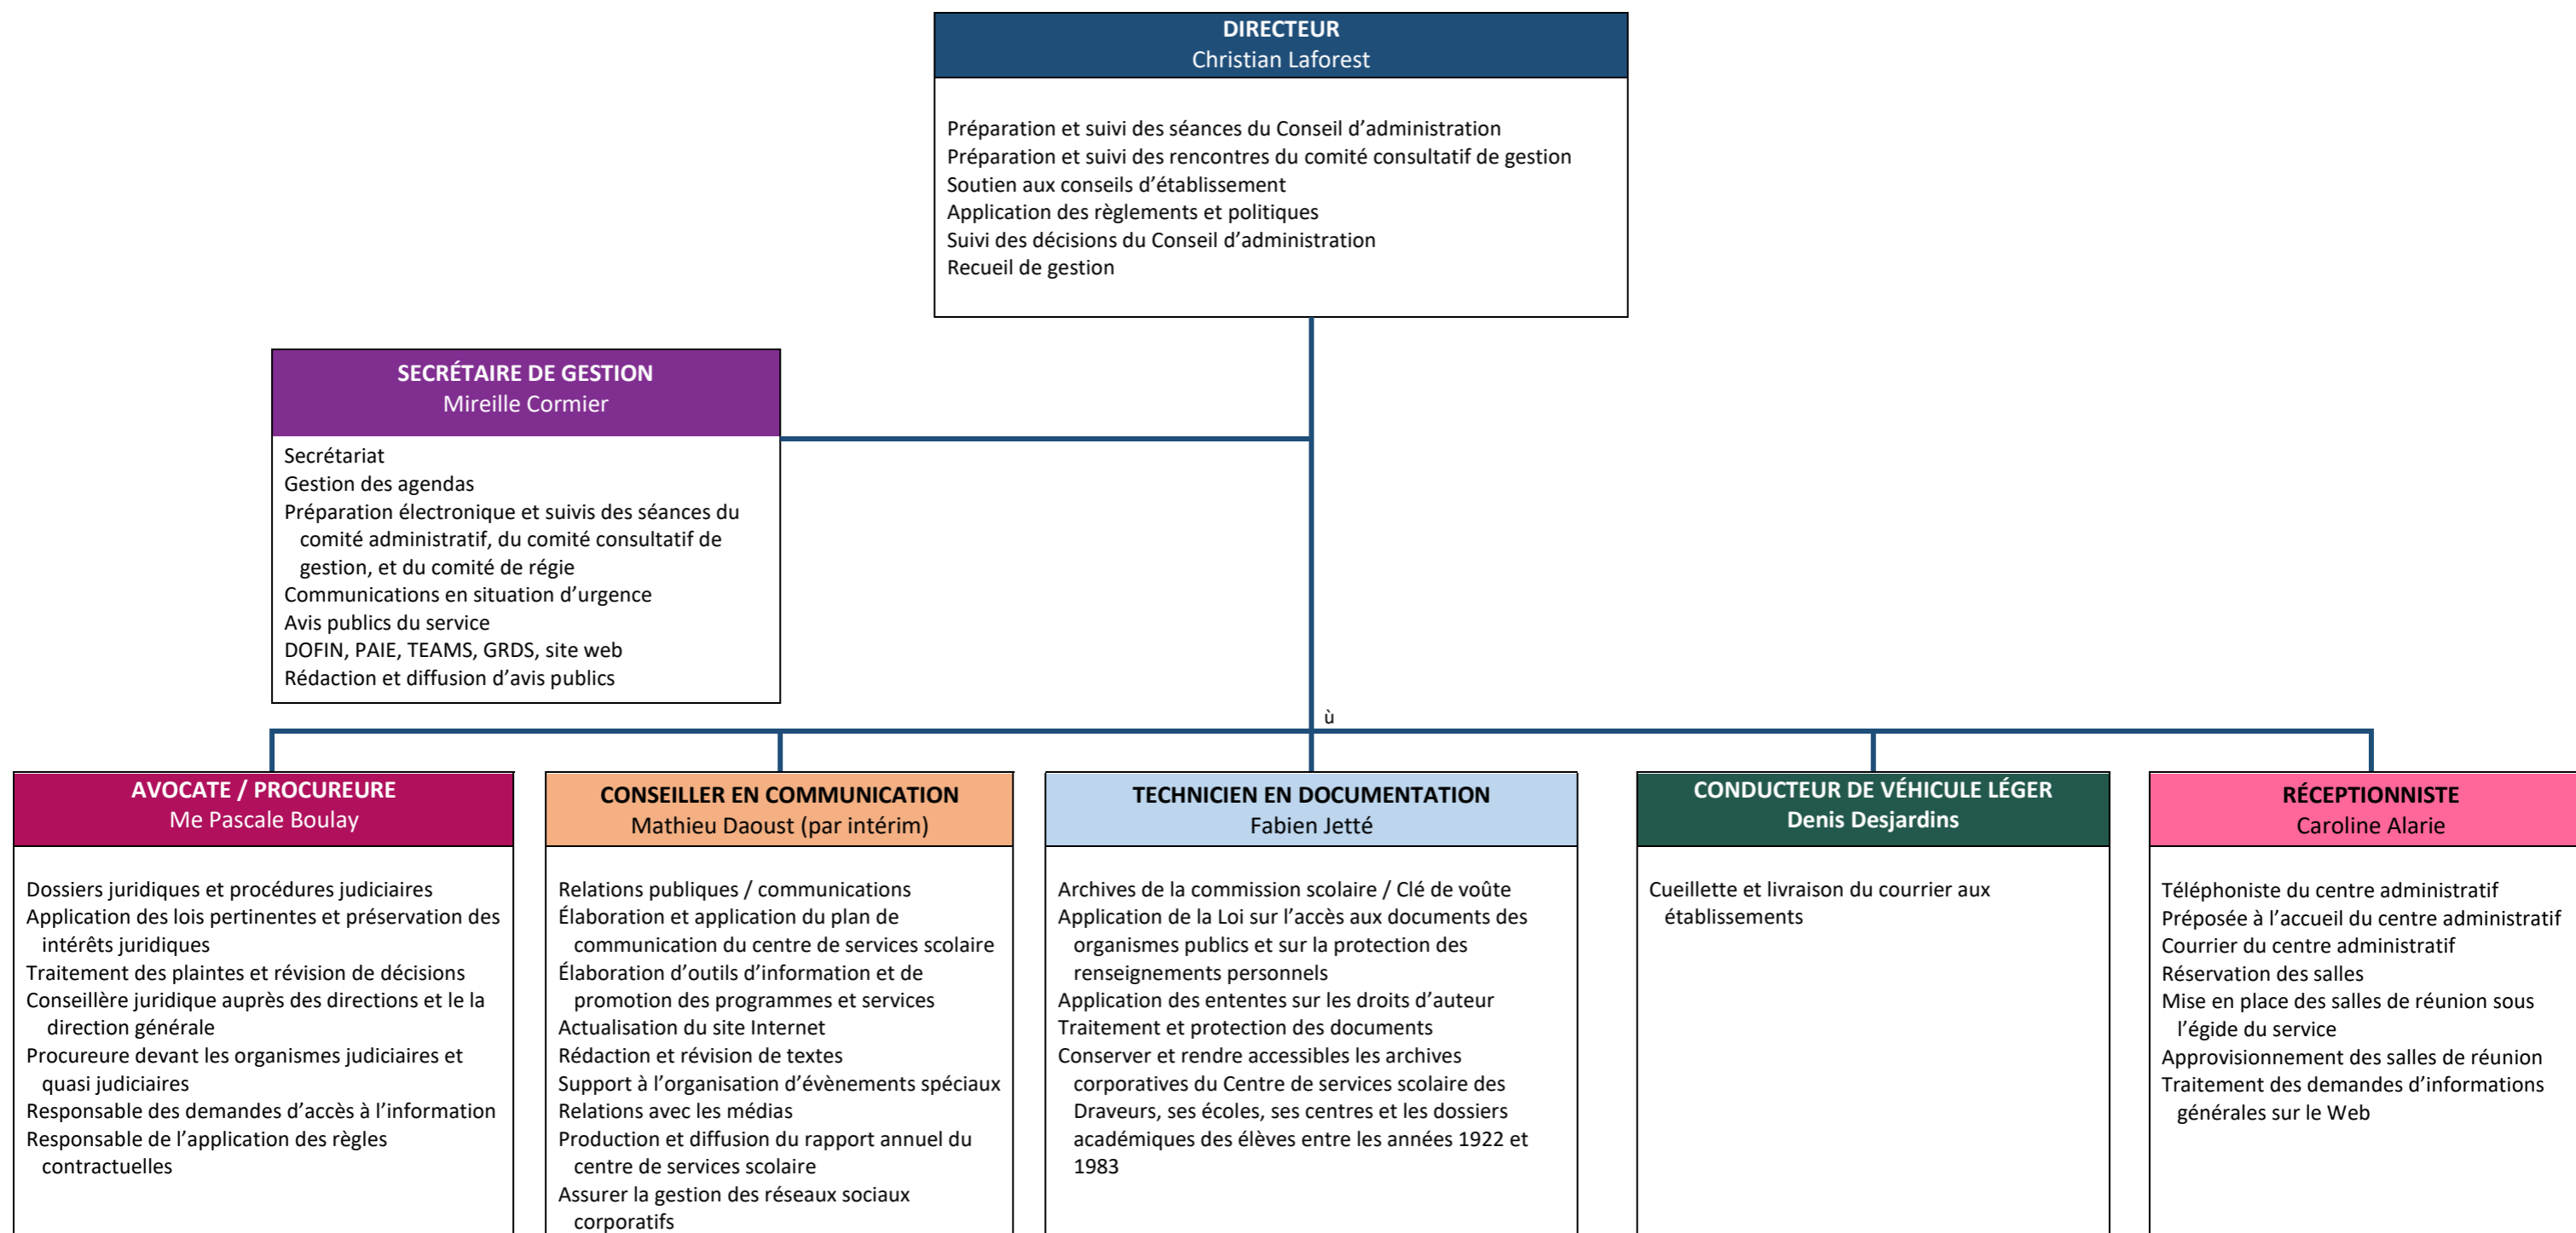 DIRECTEUR
Christian Laforest
Préparation et suivi des séances du Conseil d’administration
Préparation et suivi des rencontres du comité consultatif de gestion
Soutien aux conseils d’établissement
Application des règlements et politiques
Suivi des décisions du Conseil d’administration
Recueil de gestion
SECRÉTAIRE DE GESTION
Mireille Cormier
Secrétariat
Gestion des agendas
Préparation électronique et suivis des séances du
comité administratif, du comité consultatif de
gestion, et du comité de régie
Communications en situation d’urgence
Avis publics du service
DOFIN, PAIE, TEAMS, GRDS, site web
Rédaction et diffusion d’avis publics
ù
AVOCATE / PROCUREURE
Me Pascale Boulay
Dossiers juridiques et procédures judiciaires
Application des lois pertinentes et préservation des
intérêts juridiques
Traitement des plaintes et révision de décisions
Conseillère juridique auprès des directions et le la
direction générale
Procureure devant les organismes judiciaires et
quasi judiciaires
Responsable des demandes d’accès à l’information
Responsable de l’application des règles
contractuelles
CONSEILLER EN COMMUNICATION
Mathieu Daoust (par intérim)
Relations publiques / communications
Élaboration et application du plan de
communication du centre de services scolaire
Élaboration d’outils d’information et de
promotion des programmes et services
Actualisation du site Internet
Rédaction et révision de textes
Support à l’organisation d’évènements spéciaux
Relations avec les médias
Production et diffusion du rapport annuel du
centre de services scolaire
Assurer la gestion des réseaux sociaux
corporatifs
TECHNICIEN EN DOCUMENTATION
Fabien Jetté
Archives de la commission scolaire / Clé de voûte
Application de la Loi sur l’accès aux documents des
organismes publics et sur la protection des
renseignements personnels
Application des ententes sur les droits d’auteur
Traitement et protection des documents
Conserver et rendre accessibles les archives
corporatives du Centre de services scolaire des
Draveurs, ses écoles, ses centres et les dossiers
académiques des élèves entre les années 1922 et
1983
CONDUCTEUR DE VÉHICULE LÉGER
Denis Desjardins
Cueillette et livraison du courrier aux
établissements
RÉCEPTIONNISTE
Caroline Alarie
Téléphoniste du centre administratif
Préposée à l’accueil du centre administratif
Courrier du centre administratif
Réservation des salles
Mise en place des salles de réunion sous
l’égide du service
Approvisionnement des salles de réunion
Traitement des demandes d’informations
générales sur le Web